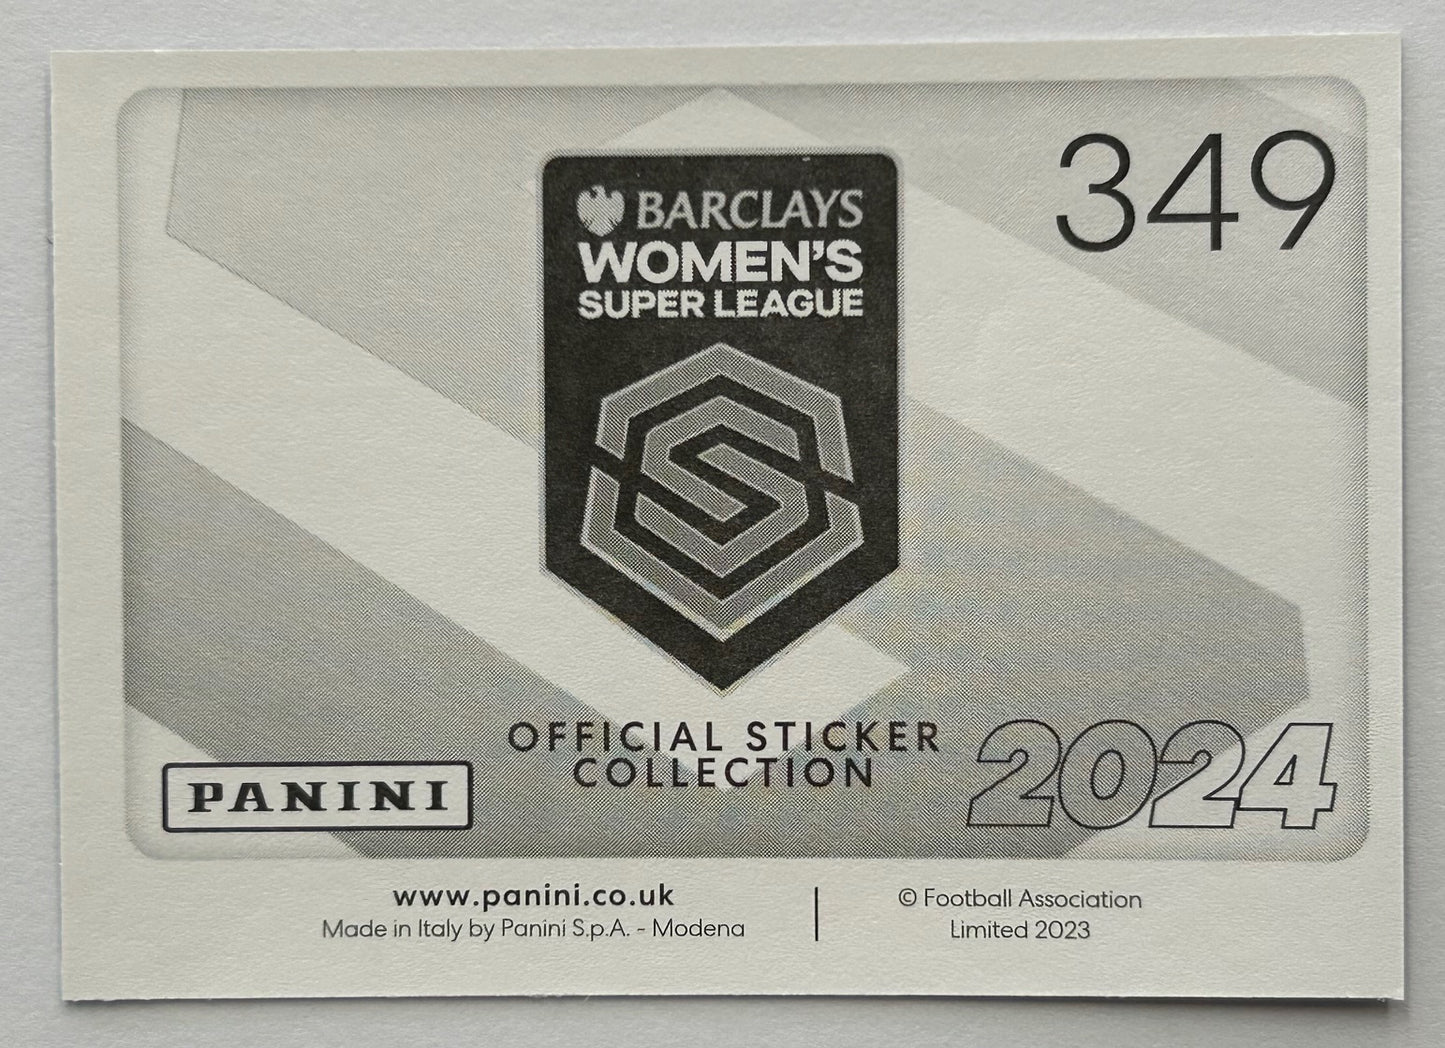 349
BARCLAYS
WOMEN'S
SUPER LEAGUE
OFFICIAL STICKER
COLLECTION
2024
PANINI
www.panini.co.uk
Made in Italy by Panini S.p.A. - Modena
© Football Association
Limited 2023